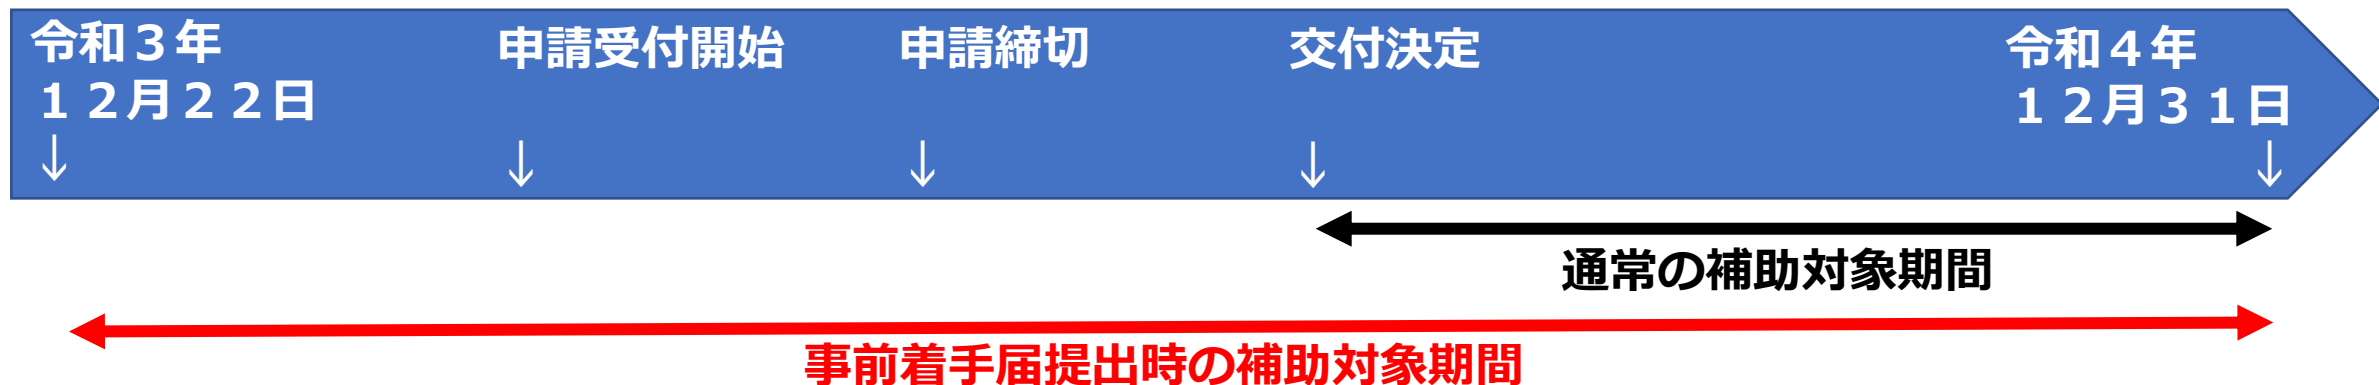 令和３年
１２月２２日
↓
申請受付開始
↓
申請締切
↓
交付決定
↓
令和４年
１２月３１日
↓
通常の補助対象期間
事前着手届提出時の補助対象期間